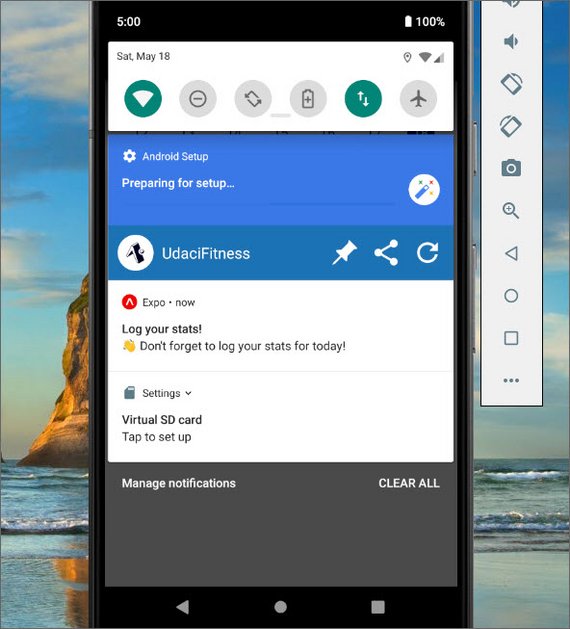 5:00 100%
Sat, May 18
Android Setup
Preparing for setup...
UdaciFitness
Expo • now
Log your stats!
👋 Don't forget to log your stats for today!
Settings
Virtual SD card
Tap to set up
Manage notifications CLEAR ALL